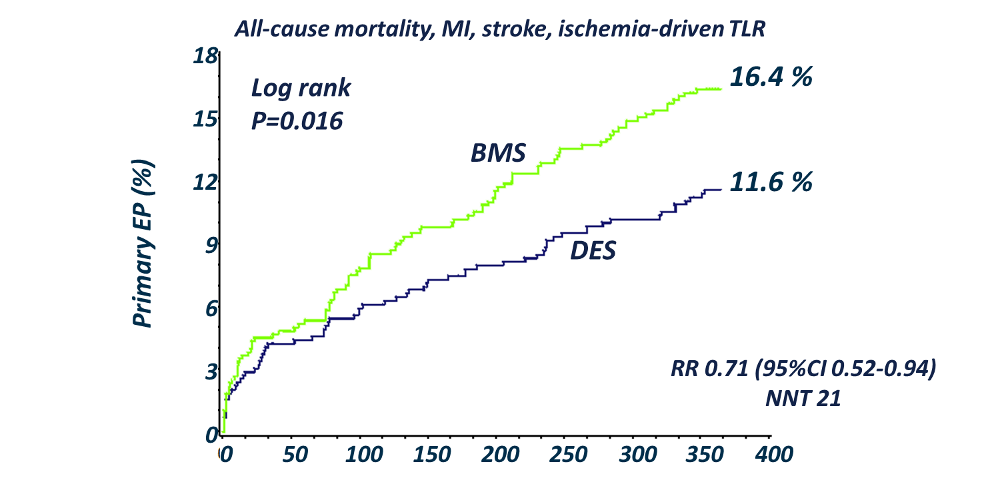 All-cause mortality, MI, stroke, ischemia-driven TLR
18
16.4 %
Log rank
P=0.016
15
BMS
12
11.6 %
Primary EP (%)
9
DES
6
3
RR 0.71 (95%CI 0.52-0.94)
NNT 21
0
0 50 100 150 200 250 300 350 400